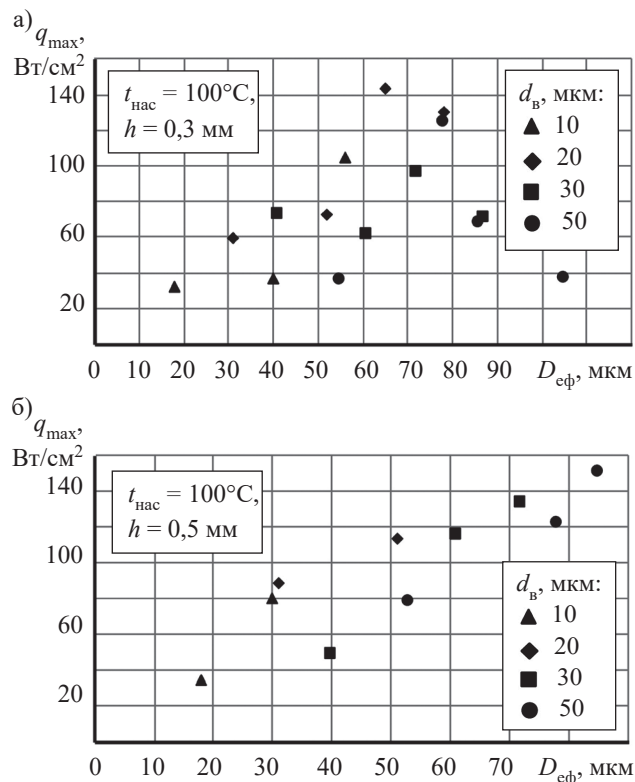 а)
q_max,
Вт/см²
140
100
60
20
t_нас = 100°C,
h = 0,3 мм
d_в, мкм:
10
20
30
50
0 10 20 30 40 50 60 70 80 90 D_еф, мкм
б)
q_max,
Вт/см²
140
100
60
20
t_нас = 100°C,
h = 0,5 мм
d_в, мкм:
10
20
30
50
0 10 20 30 40 50 60 70 D_еф, мкм